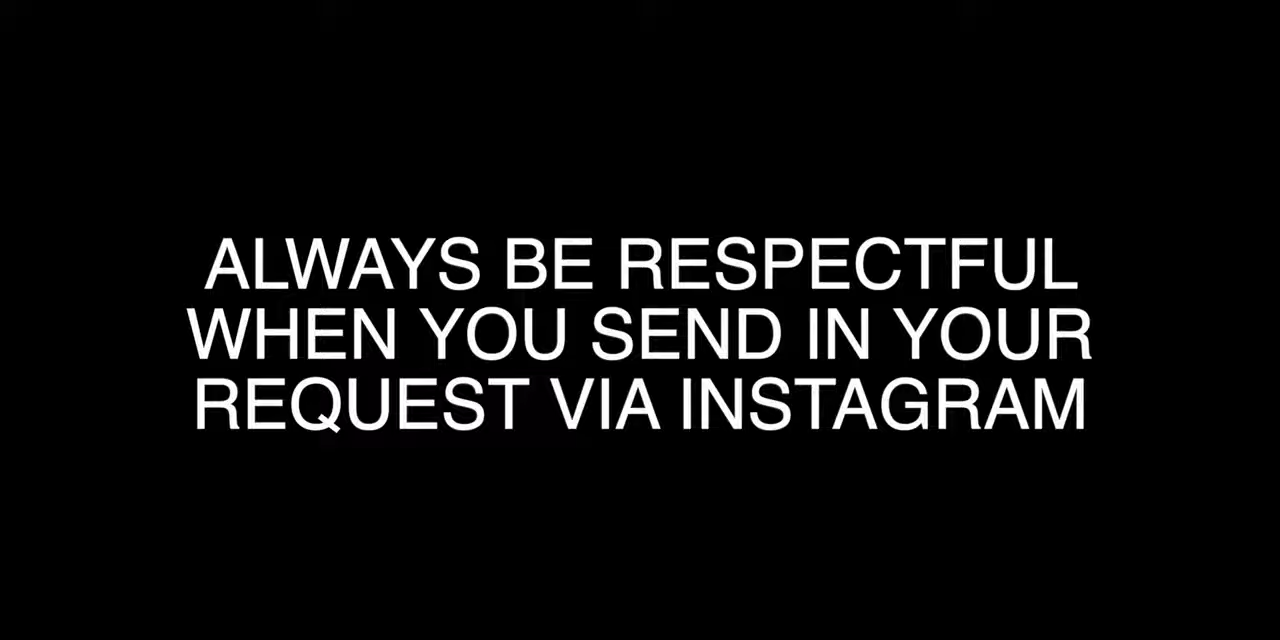 ALWAYS BE RESPECTFUL
WHEN YOU SEND IN YOUR
REQUEST VIA INSTAGRAM